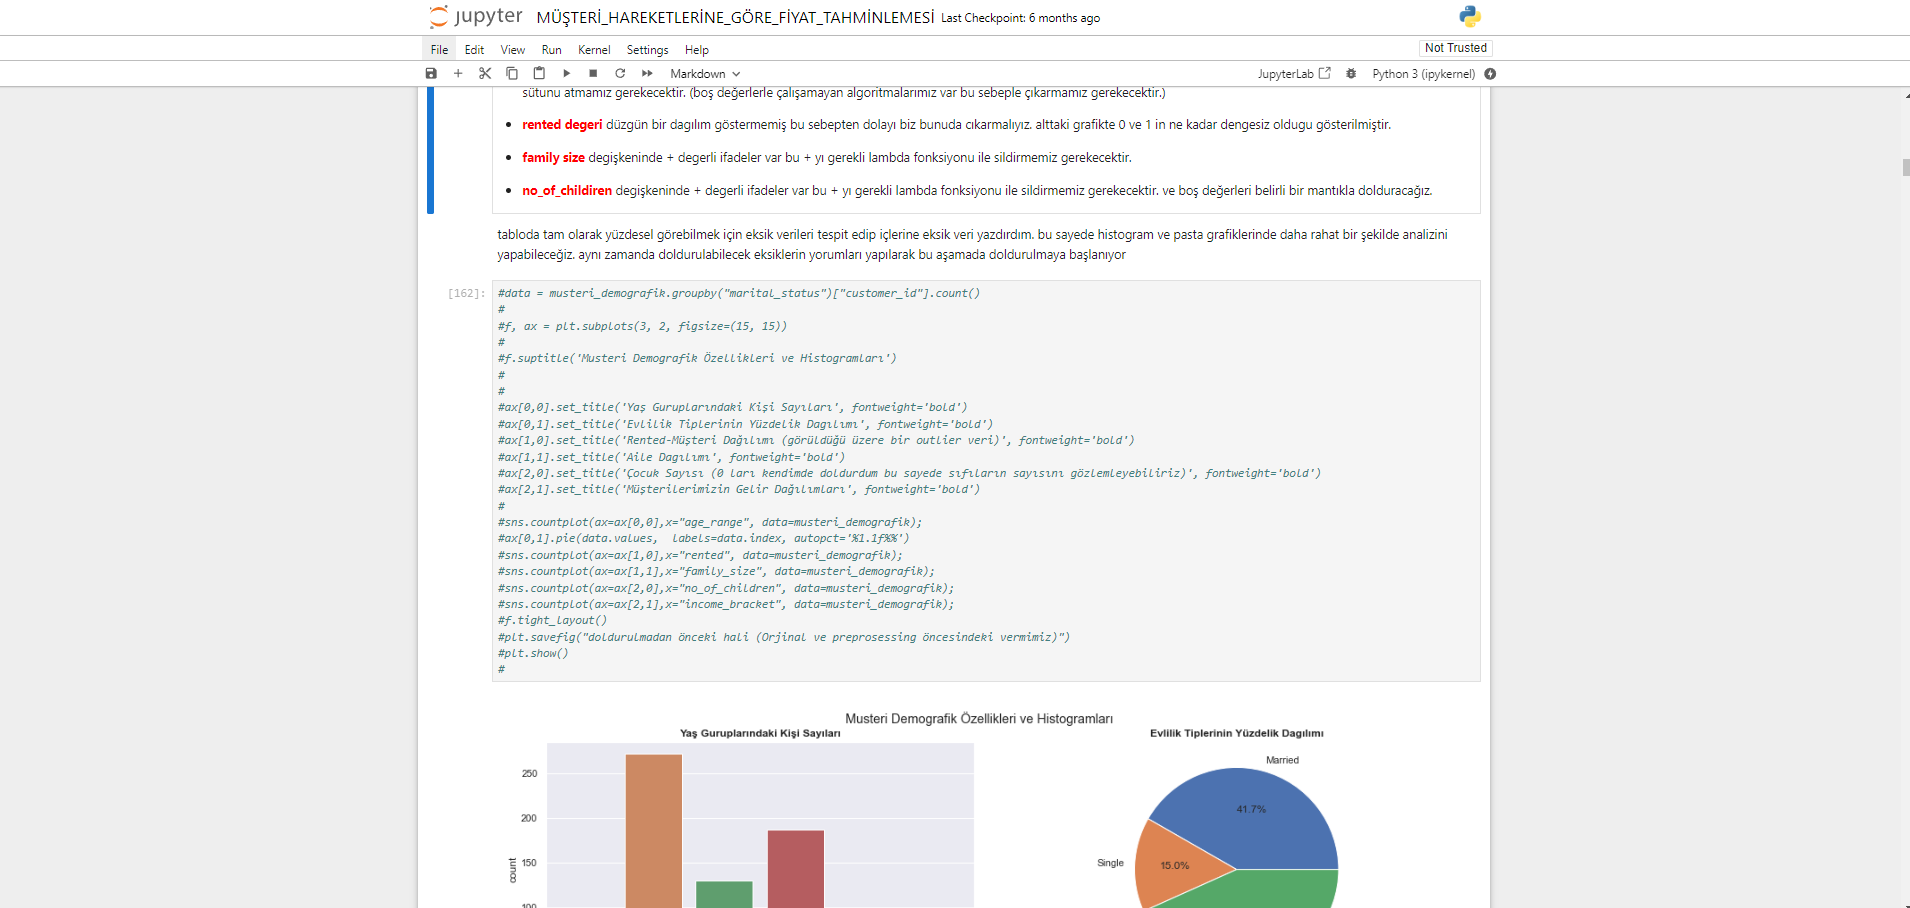 jupyter MÜŞTERİ_HAREKETLERİNE_GÖRE_FİYAT_TAHMİNLEMESİ Last Checkpoint: 6 months ago
File Edit View Run Kernel Settings Help Not Trusted
Markdown JupyterLab Python 3 (ipykernel)
sütunu atmamız gerekecektir. (boş değerlerle çalışamayan algoritmalarımız var bu sebeple çıkarmamız gerekecektir.)
• rented degeri düzgün bir dagılım göstermemiş bu sebepten dolayı biz bunuda cıkarmalıyız. alttaki grafikte 0 ve 1 in ne kadar dengesiz oldugu gösterilmiştir.
• family size degişkeninde + degerli ifadeler var bu + yı gerekli lambda fonksiyonu ile sildirmemiz gerekecektir.
• no_of_childiren degişkeninde + degerli ifadeler var bu + yı gerekli lambda fonksiyonu ile sildirmemiz gerekecektir. ve boş değerleri belirli bir mantıkla dolduracağız.
tabloda tam olarak yüzdesel görebilmek için eksik verileri tespit edip içlerine eksik veri yazdırdım. bu sayede histogram ve pasta grafiklerinde daha rahat bir şekilde analizini
yapabileceğiz. aynı zamanda doldurulabilecek eksiklerin yorumları yapılarak bu aşamada doldurulmaya başlanıyor
[162]: #data = musteri_demografik.groupby("marital_status")["customer_id"].count()
#
#f, ax = plt.subplots(3, 2, figsize=(15, 15))
#
#f.suptitle('Musteri Demografik Özellikleri ve Histogramları')
#
#
#ax[0,0].set_title('Yaş Guruplarındaki Kişi Sayıları', fontweight='bold')
#ax[0,1].set_title('Evlilik Tiplerinin Yüzdelik Dagılımı', fontweight='bold')
#ax[1,0].set_title('Rented-Müşteri Dağılımı (görüldüğü üzere bir outlier veri)', fontweight='bold')
#ax[1,1].set_title('Aile Dagılımı', fontweight='bold')
#ax[2,0].set_title('Çocuk Sayısı (0 ları kendimde doldurdum bu sayede sıfıların sayısını gözlemleyebiliriz)', fontweight='bold')
#ax[2,1].set_title('Müşterilerimizin Gelir Dağılımları', fontweight='bold')
#
#sns.countplot(ax=ax[0,0],x="age_range", data=musteri_demografik);
#ax[0,1].pie(data.values,  labels=data.index, autopct='%1.1f%%')
#sns.countplot(ax=ax[1,0],x="rented", data=musteri_demografik);
#sns.countplot(ax=ax[1,1],x="family_size", data=musteri_demografik);
#sns.countplot(ax=ax[2,0],x="no_of_children", data=musteri_demografik);
#sns.countplot(ax=ax[2,1],x="income_bracket", data=musteri_demografik);
#f.tight_layout()
#plt.savefig("doldurulmadan önceki hali (Orjinal ve preprosessing öncesindeki vermimiz)")
#plt.show()
#
Musteri Demografik Özellikleri ve Histogramları
Yaş Guruplarındaki Kişi Sayıları
Evlilik Tiplerinin Yüzdelik Dagılımı
Married
250
41.7%
200
count
150
Single
15.0%
100